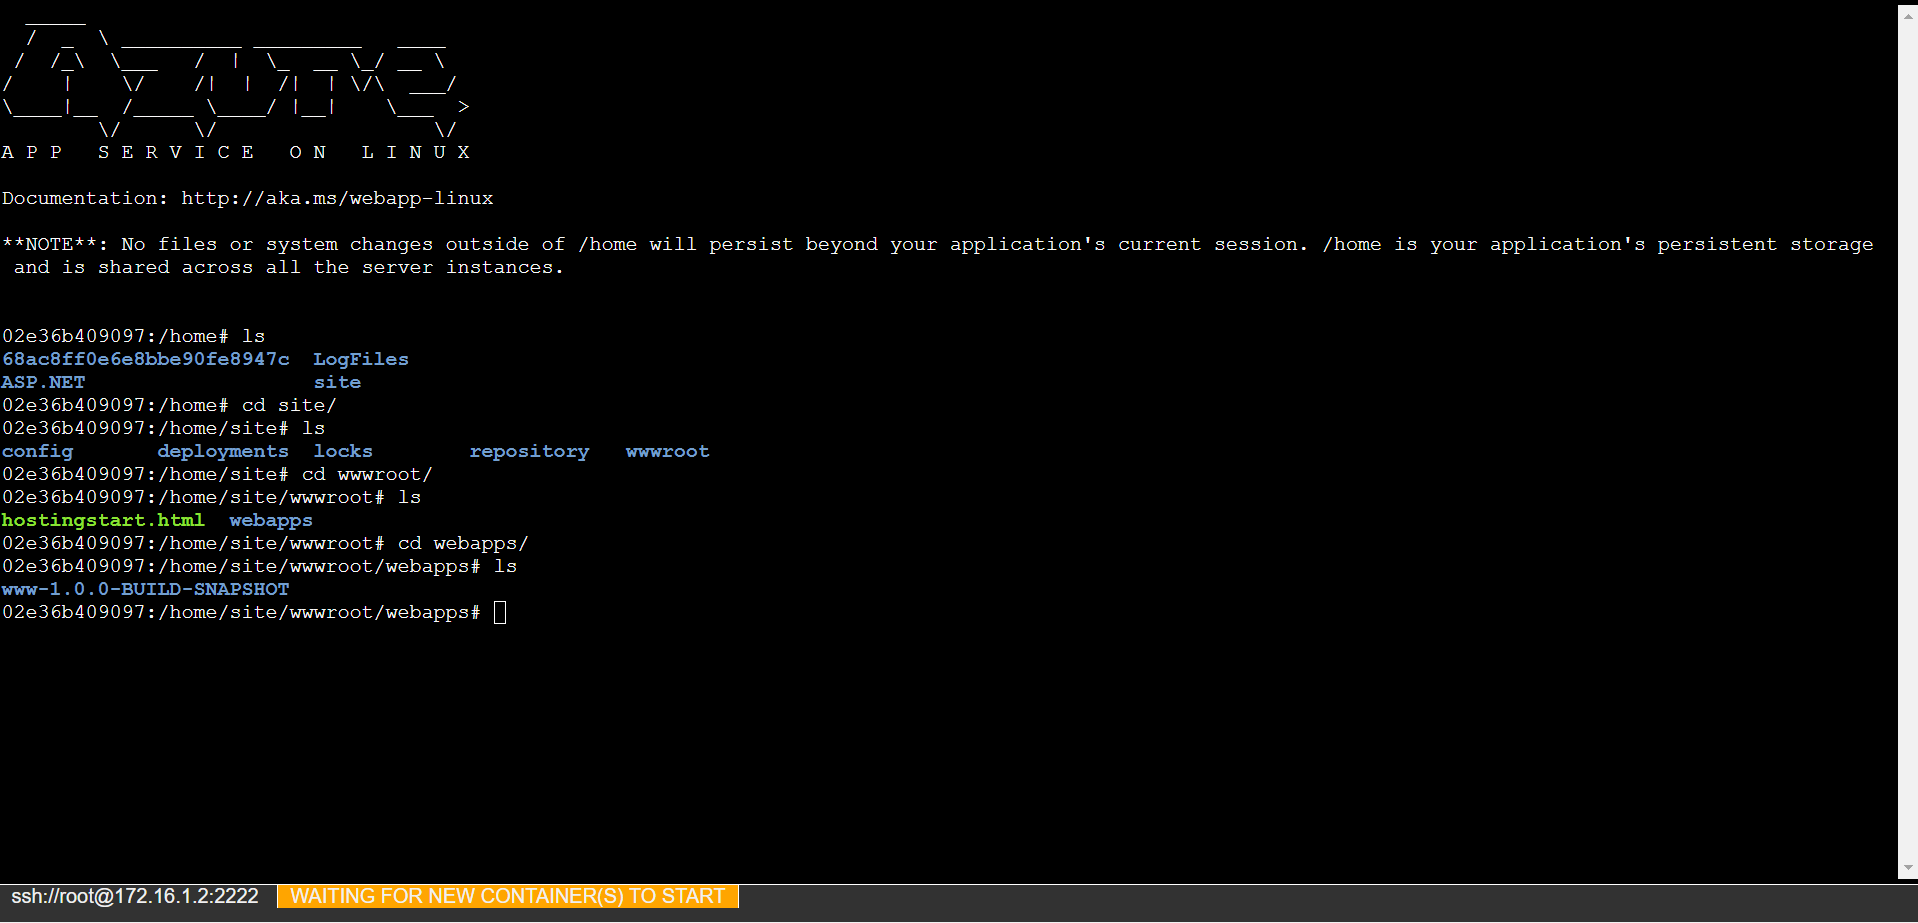 _____
  /  _  \ __________ _________   ____
 /  /_\  \\___   /  |  \_  __ \_/ __ \
/    |    \/    /|  |  /|  | \/\  ___/
\____|__  /_____ \____/ |__|    \___  >
        \/      \/                  \/
A P P   S E R V I C E   O N   L I N U X
Documentation: http://aka.ms/webapp-linux
**NOTE**: No files or system changes outside of /home will persist beyond your application's current session. /home is your application's persistent storage
 and is shared across all the server instances.
02e36b409097:/home# ls
68ac8ff0e6e8bbe90fe8947c  LogFiles
ASP.NET                   site
02e36b409097:/home# cd site/
02e36b409097:/home/site# ls
config       deployments  locks        repository   wwwroot
02e36b409097:/home/site# cd wwwroot/
02e36b409097:/home/site/wwwroot# ls
hostingstart.html  webapps
02e36b409097:/home/site/wwwroot# cd webapps/
02e36b409097:/home/site/wwwroot/webapps# ls
www-1.0.0-BUILD-SNAPSHOT
02e36b409097:/home/site/wwwroot/webapps#
ssh://root@172.16.1.2:2222 WAITING FOR NEW CONTAINER(S) TO START